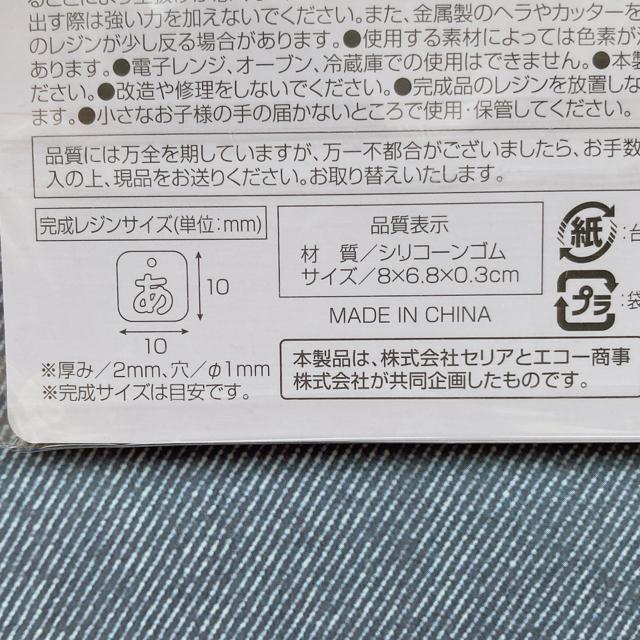 出す際は強い力を加えないでください。また、金属製のヘラやカッターを
のレジンが少し反る場合があります。●使用する素材によっては色素が
あります。●電子レンジ、オーブン、冷蔵庫での使用はできません。●本製
ださい。●改造や修理をしないでください。●完成品のレジンを放置しな
ます。●小さなお子様の手の届かないところで使用・保管してください。
品質には万全を期していますが、万一不都合がございましたら、お手数
入の上、現品をお送りください。お取り替えいたします。
完成レジンサイズ(単位:mm)
あ
10
10
※厚み/2mm、穴/φ1mm
※完成サイズは目安です。
品質表示
材 質/シリコーンゴム
サイズ/8×6.8×0.3cm
MADE IN CHINA
紙
:台
プラ
:袋
本製品は、株式会社セリアとエコー商事
株式会社が共同企画したものです。